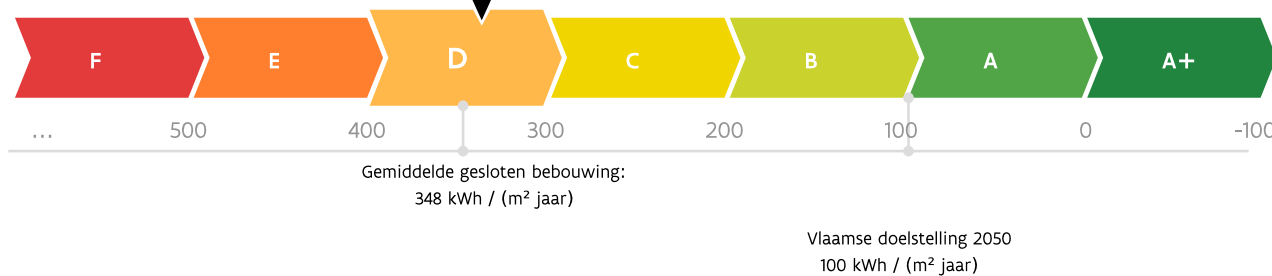 F E D C B A A+
... 500 400 300 200 100 0 -100
Gemiddelde gesloten bebouwing:
348 kWh / (m² jaar)
Vlaamse doelstelling 2050
100 kWh / (m² jaar)